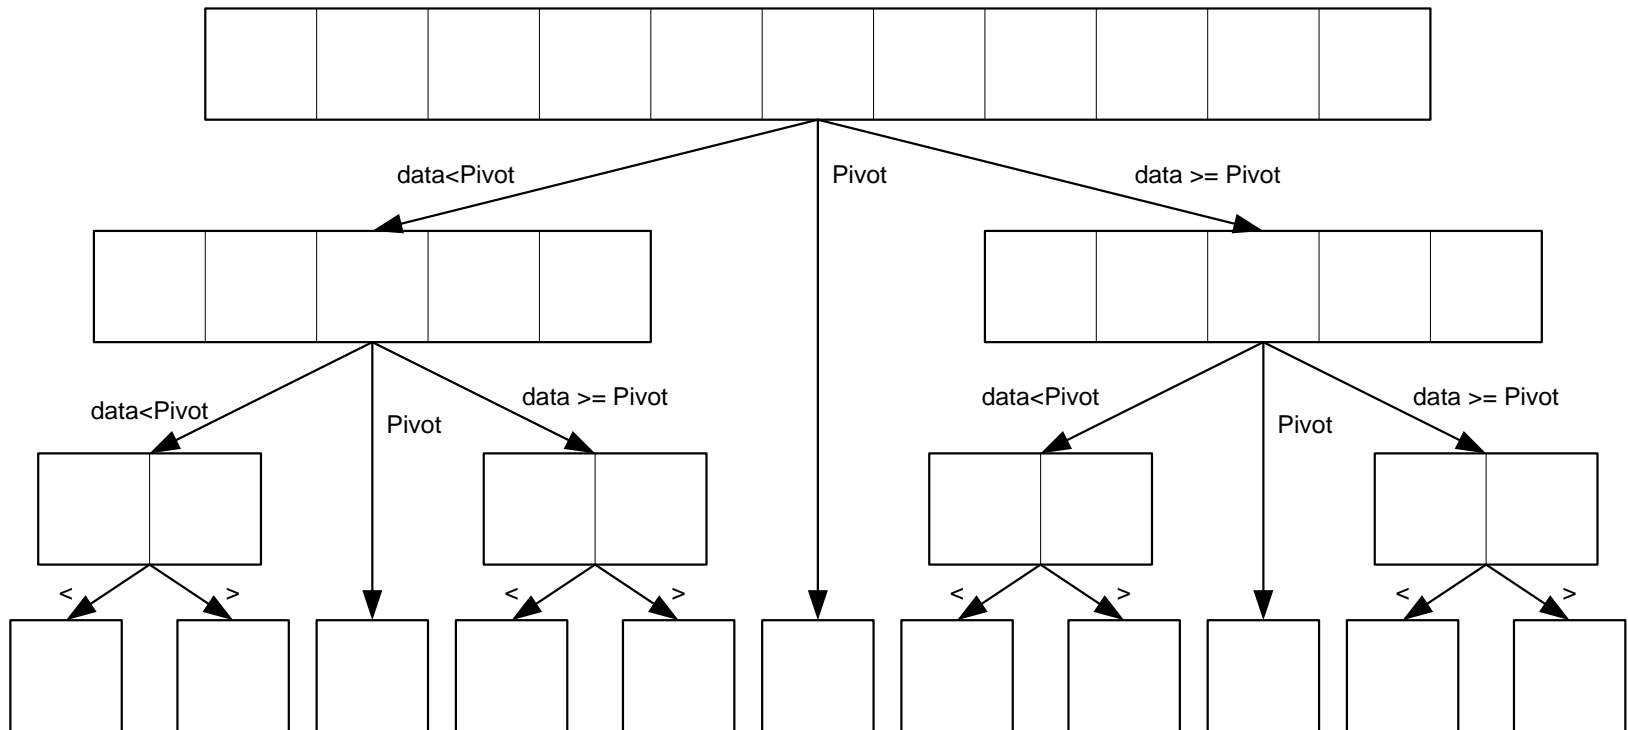 data<Pivot
Pivot
data >= Pivot
data<Pivot
Pivot
data >= Pivot
data<Pivot
Pivot
data >= Pivot
<
>
<
>
<
>
<
>